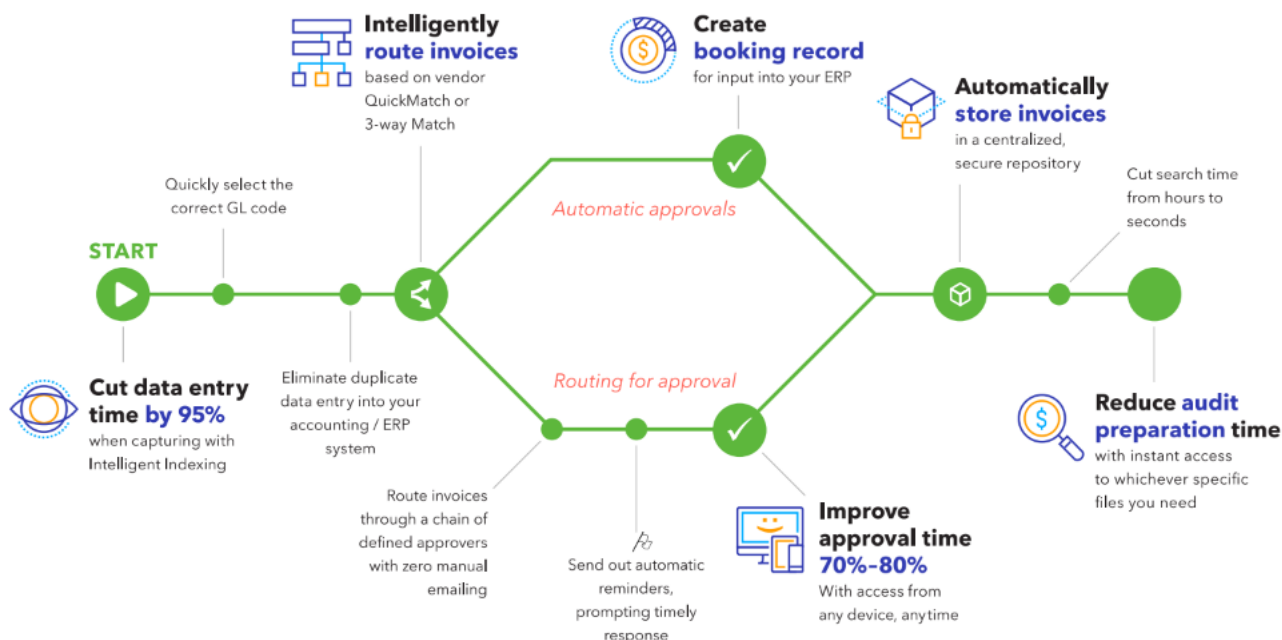 Intelligently
route invoices
based on vendor
QuickMatch or
3-way Match
Create
booking record
for input into your ERP
Automatically
store invoices
in a centralized,
secure repository
Quickly select the
correct GL code
Cut search time
from hours to
seconds
Automatic approvals
START
Routing for approval
Cut data entry
time by 95%
when capturing with
Intelligent Indexing
Eliminate duplicate
data entry into your
accounting / ERP
system
Reduce audit
preparation time
with instant access
to whichever specific
files you need
Route invoices
through a chain of
defined approvers
with zero manual
emailing
Send out automatic
reminders,
prompting timely
response
Improve
approval time
70%–80%
With access from
any device, anytime